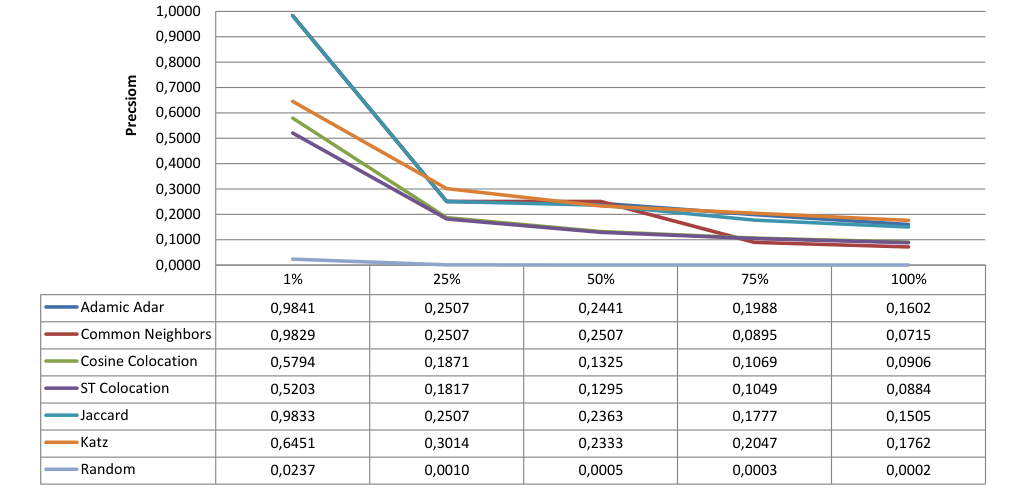 1,0000
0,9000
0,8000
0,7000
0,6000
0,5000
0,4000
0,3000
0,2000
0,1000
0,0000
Precsiom
1% 25% 50% 75% 100%
Adamic Adar 0,9841 0,2507 0,2441 0,1988 0,1602
Common Neighbors 0,9829 0,2507 0,2507 0,0895 0,0715
Cosine Colocation 0,5794 0,1871 0,1325 0,1069 0,0906
ST Colocation 0,5203 0,1817 0,1295 0,1049 0,0884
Jaccard 0,9833 0,2507 0,2363 0,1777 0,1505
Katz 0,6451 0,3014 0,2333 0,2047 0,1762
Random 0,0237 0,0010 0,0005 0,0003 0,0002